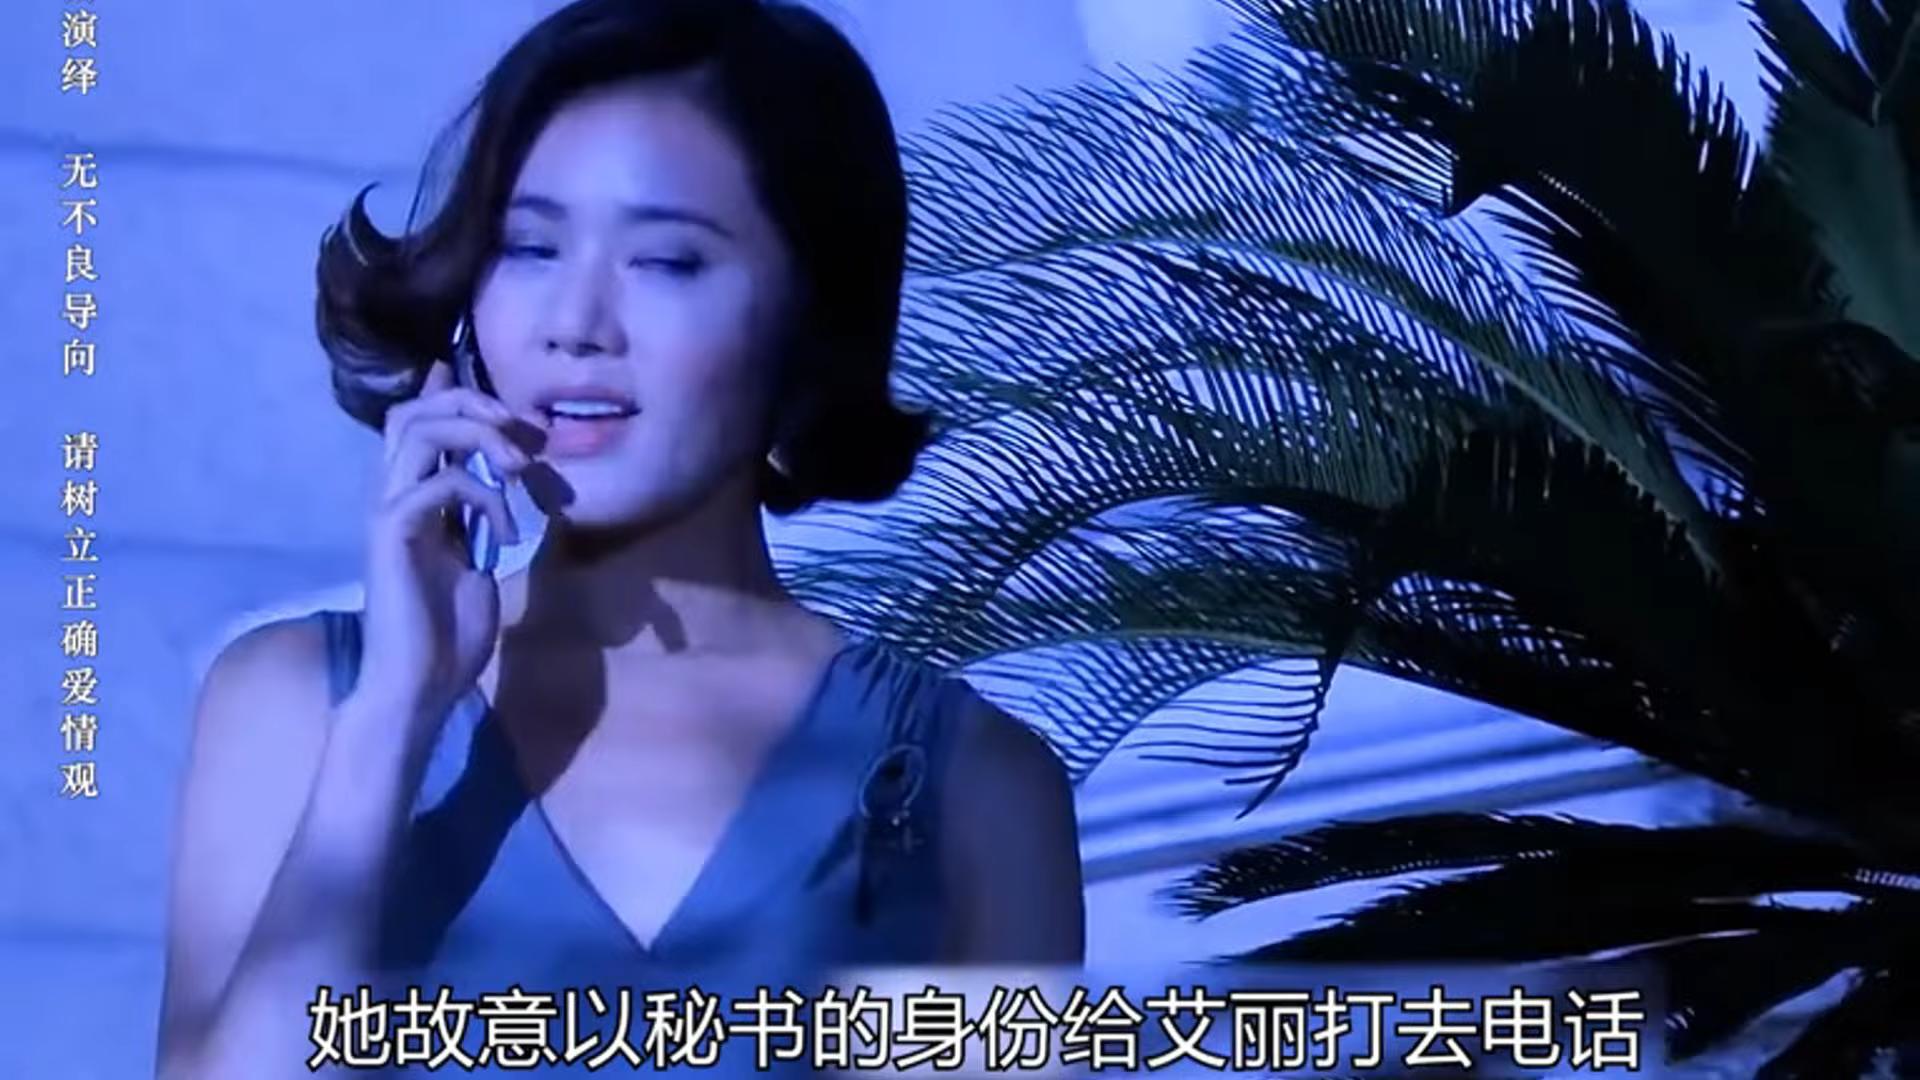 演绎 无不良导向 请树立正确爱情观
她故意以秘书的身份给艾丽打去电话